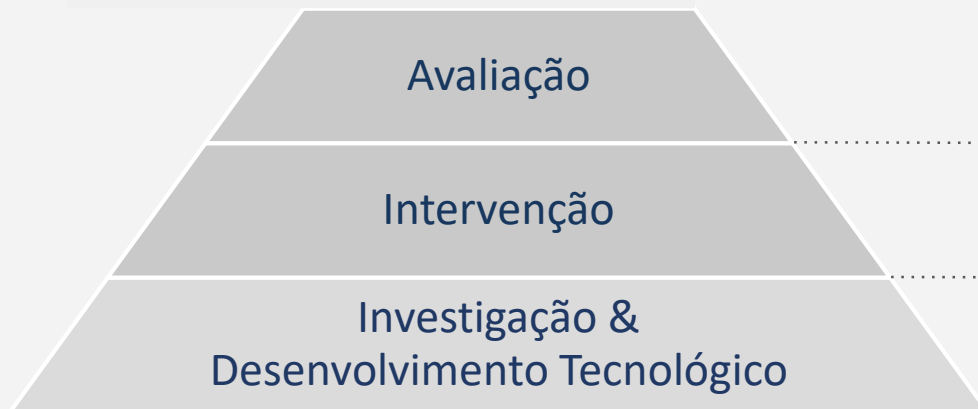 Avaliação
Intervenção
Investigação &
Desenvolvimento Tecnológico